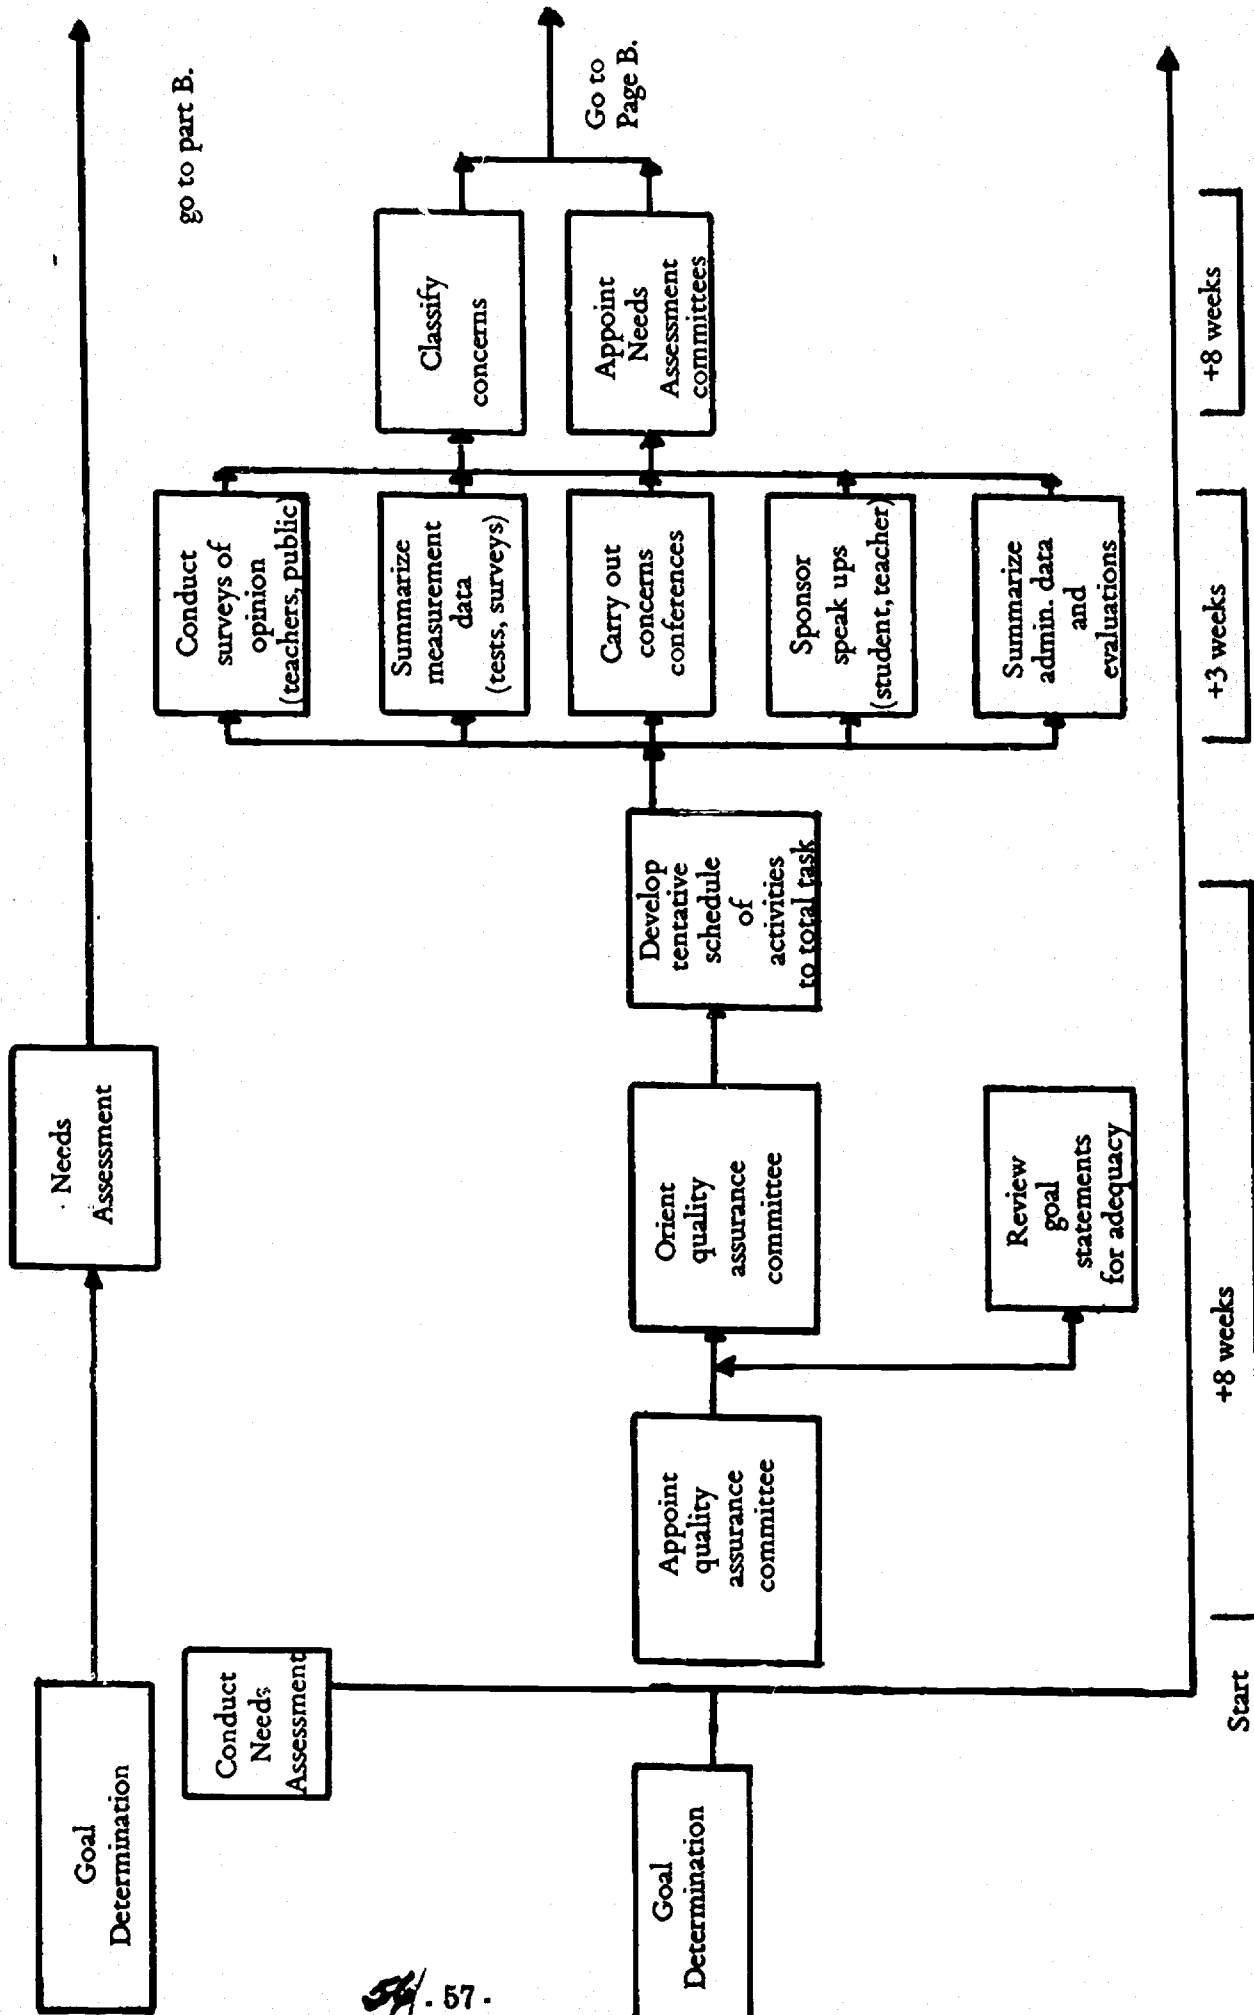 Goal
Determination
Needs
Assessment
go to part B.
Conduct
Needs
Assessment
Goal
Determination
Appoint
quality
assurance
committee
Orient
quality
assurance
committee
Review
goal
statements
for adequacy
Develop
tentative
schedule
of
activities
to total task
Conduct
surveys of
opinion
(teachers, public)
Summarize
measurement
data
(tests, surveys)
Carry out
concerns
conferences
Sponsor
speak ups
(student, teacher)
Summarize
admin. data
and
evaluations
Classify
concerns
Appoint
Needs
Assessment
committees
Go to
Page B.
Start
+8 weeks
+3 weeks
+8 weeks
. 57 .